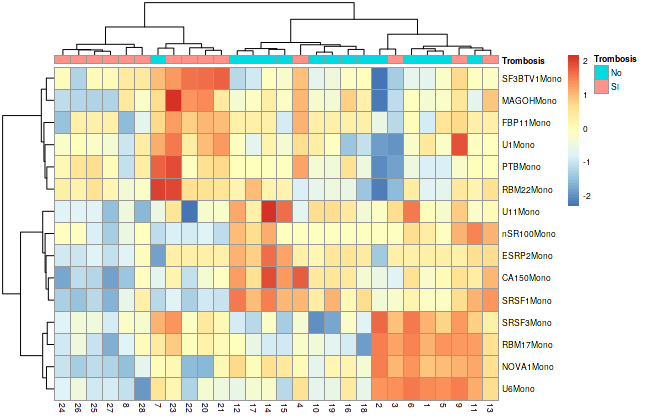 Trombosis
SF3BTV1Mono
MAGOHMono
FBP11Mono
U1Mono
PTBMono
RBM22Mono
U11Mono
nSR100Mono
ESRP2Mono
CA150Mono
SRSF1Mono
SRSF3Mono
RBM17Mono
NOVA1Mono
U6Mono
24 26 25 27 8 28 7 23 22 20 21 12 17 14 15 4 10 19 16 18 2 3 6 1 5 9 11 13
2
1
0
-1
-2
Trombosis
No
SI